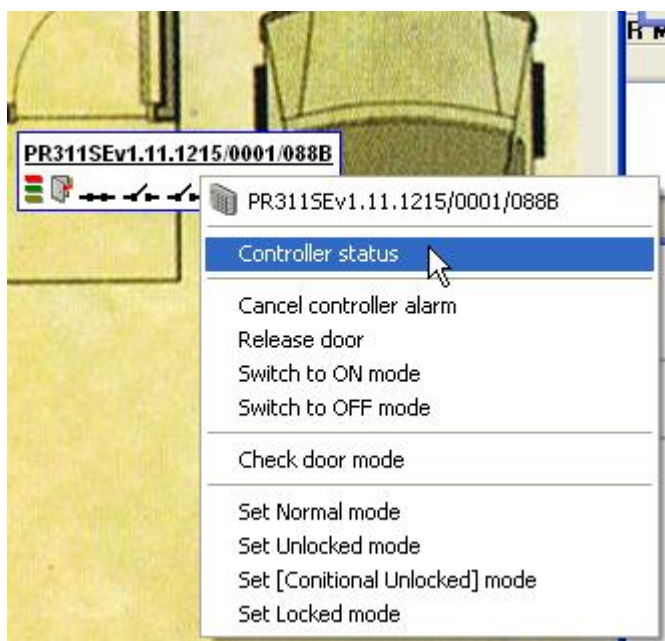 R M
PR311SEv1.11.1215/0001/088B
PR311SEv1.11.1215/0001/088B
Controller status
Cancel controller alarm
Release door
Switch to ON mode
Switch to OFF mode
Check door mode
Set Normal mode
Set Unlocked mode
Set [Conitional Unlocked] mode
Set Locked mode